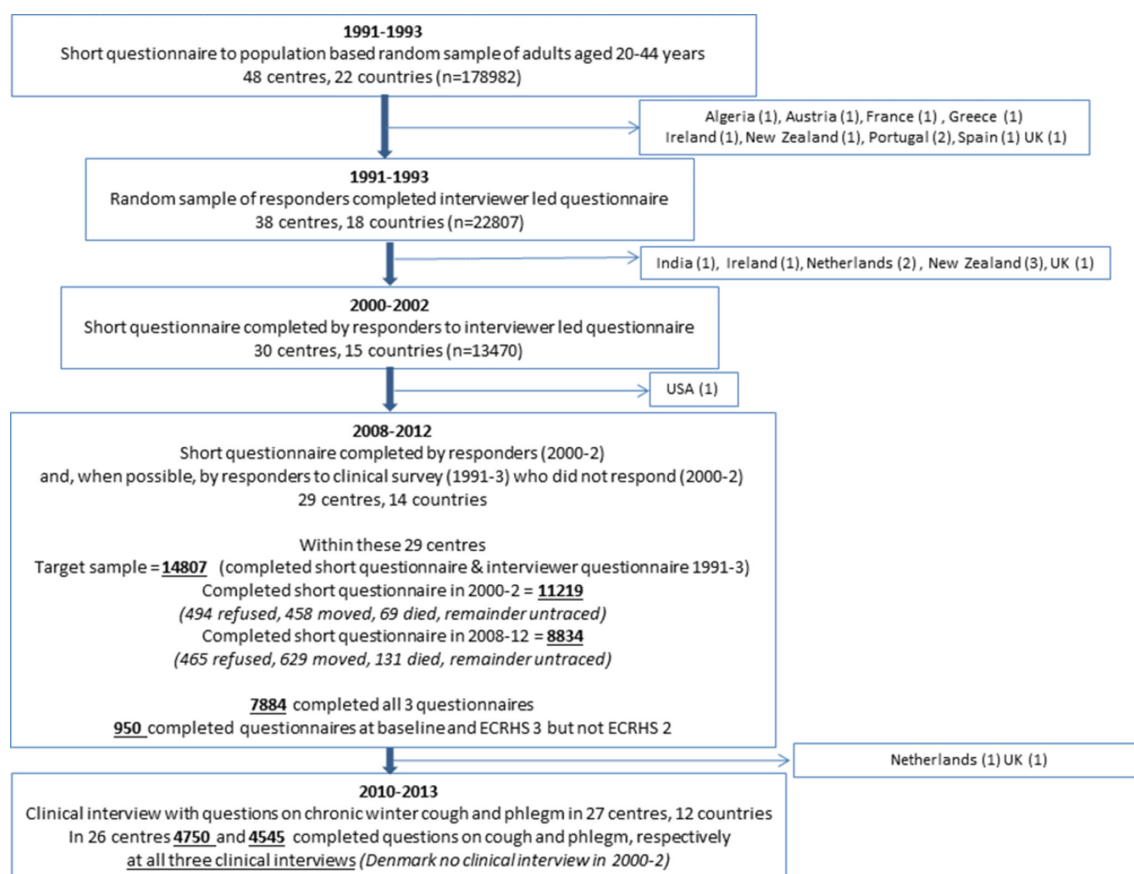 1991-1993
Short questionnaire to population based random sample of adults aged 20-44 years
48 centres, 22 countries (n=178982)
Algeria (1), Austria (1), France (1) , Greece (1)
Ireland (1), New Zealand (1), Portugal (2), Spain (1) UK (1)
1991-1993
Random sample of responders completed interviewer led questionnaire
38 centres, 18 countries (n=22807)
India (1), Ireland (1), Netherlands (2) , New Zealand (3), UK (1)
2000-2002
Short questionnaire completed by responders to interviewer led questionnaire
30 centres, 15 countries (n=13470)
USA (1)
2008-2012
Short questionnaire completed by responders (2000-2)
and, when possible, by responders to clinical survey (1991-3) who did not respond (2000-2)
29 centres, 14 countries
Within these 29 centres
Target sample = 14807 (completed short questionnaire & interviewer questionnaire 1991-3)
Completed short questionnaire in 2000-2 = 11219
(494 refused, 458 moved, 69 died, remainder untraced)
Completed short questionnaire in 2008-12 = 8834
(465 refused, 629 moved, 131 died, remainder untraced)
7884 completed all 3 questionnaires
950 completed questionnaires at baseline and ECRHS 3 but not ECRHS 2
Netherlands (1) UK (1)
2010-2013
Clinical interview with questions on chronic winter cough and phlegm in 27 centres, 12 countries
In 26 centres 4750 and 4545 completed questions on cough and phlegm, respectively
at all three clinical interviews (Denmark no clinical interview in 2000-2)